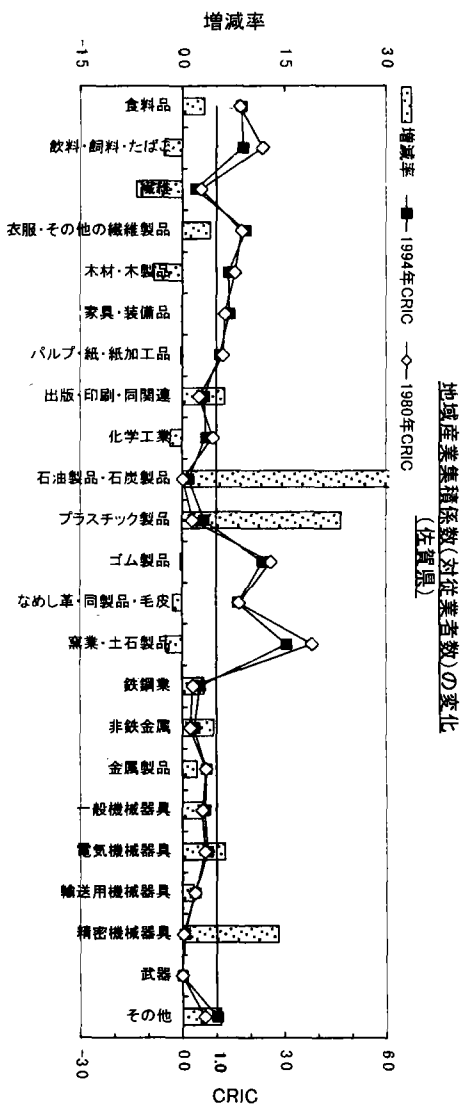 地域産業集積係数(対従業者数)の変化
(佐賀県)
増減率
1994年CRIC
1980年CRIC
増減率
-1.5
0.0
1.5
3.0
食料品
飲料・飼料・たばこ
繊維
衣服・その他の繊維製品
木材・木製品
家具・装備品
パルプ・紙・紙加工品
出版・印刷・同関連
化学工業
石油製品・石炭製品
プラスチック製品
ゴム製品
なめし革・同製品・毛皮
窯業・土石製品
鉄鋼業
非鉄金属
金属製品
一般機械器具
電気機械器具
輸送用機械器具
精密機械器具
武器
その他
-3.0
0.0
1.0
3.0
6.0
CRIC